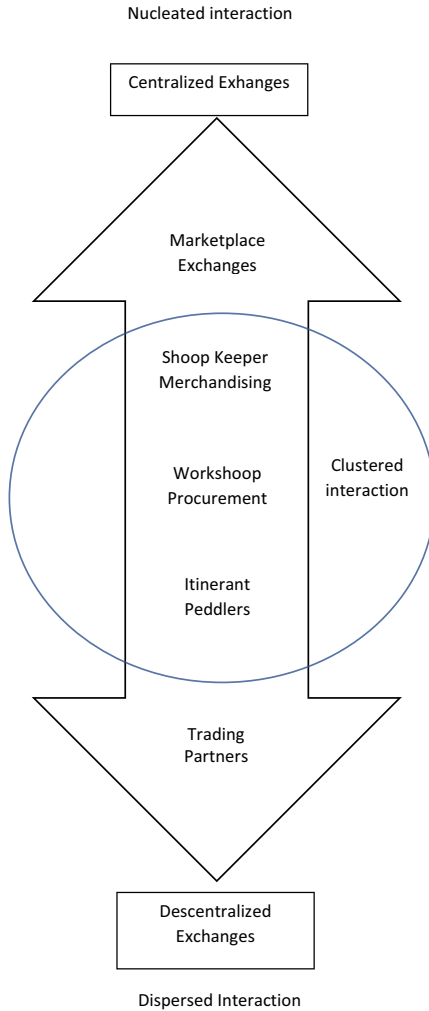 Nucleated interaction
Centralized Exhanges
Marketplace
Exchanges
Shoop Keeper
Merchandising
Workshoop
Procurement
Clustered
interaction
Itinerant
Peddlers
Trading
Partners
Descentralized
Exchanges
Dispersed Interaction